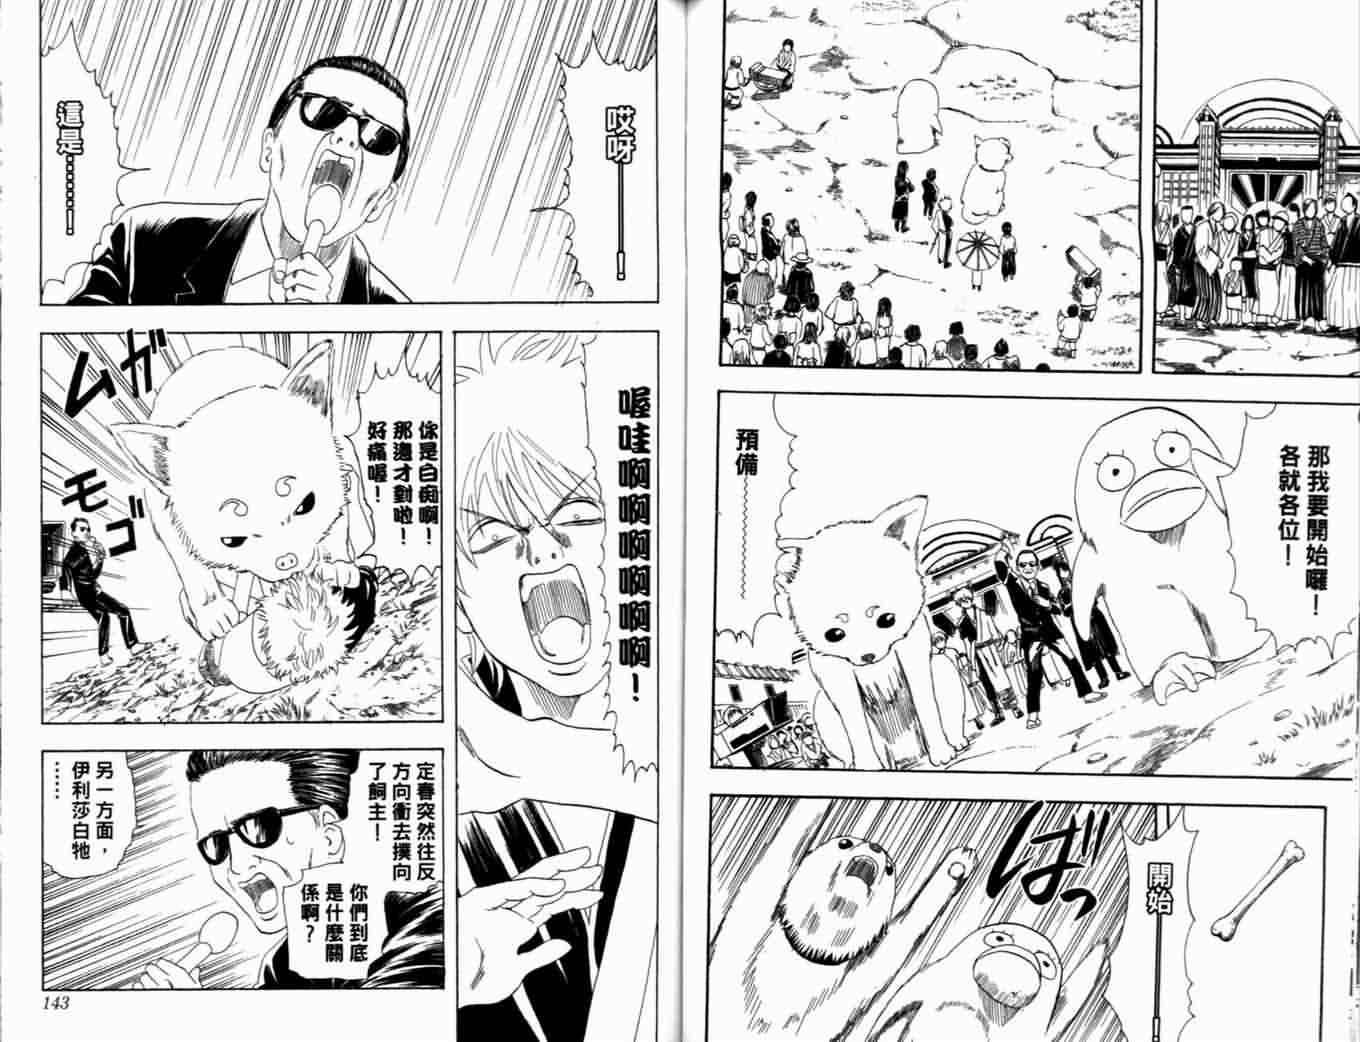 那我要開始囉！
各就各位！
預備
開始——！
ばっ
哎呀——！
這是……！
喔哇啊啊啊啊啊啊啊！
你是白痴啊！
那邊才對啦！
好痛喔！
ムガ
モゴ
定春突然往反
方向衝去撲向
了飼主！
你們到底
是什麼關
係啊？
另一方面，
伊利莎白牠
……
143